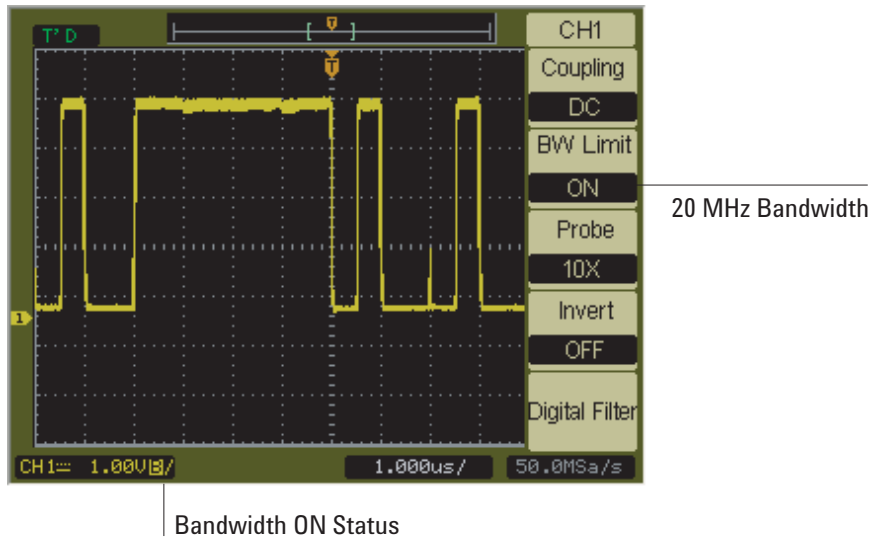 T'D
T
CH1
Coupling
DC
BW Limit
ON
20 MHz Bandwidth
Probe
10X
Invert
OFF
Digital Filter
T
1
CH1 1.00V B/
1.000us/
50.0MSa/s
Bandwidth ON Status